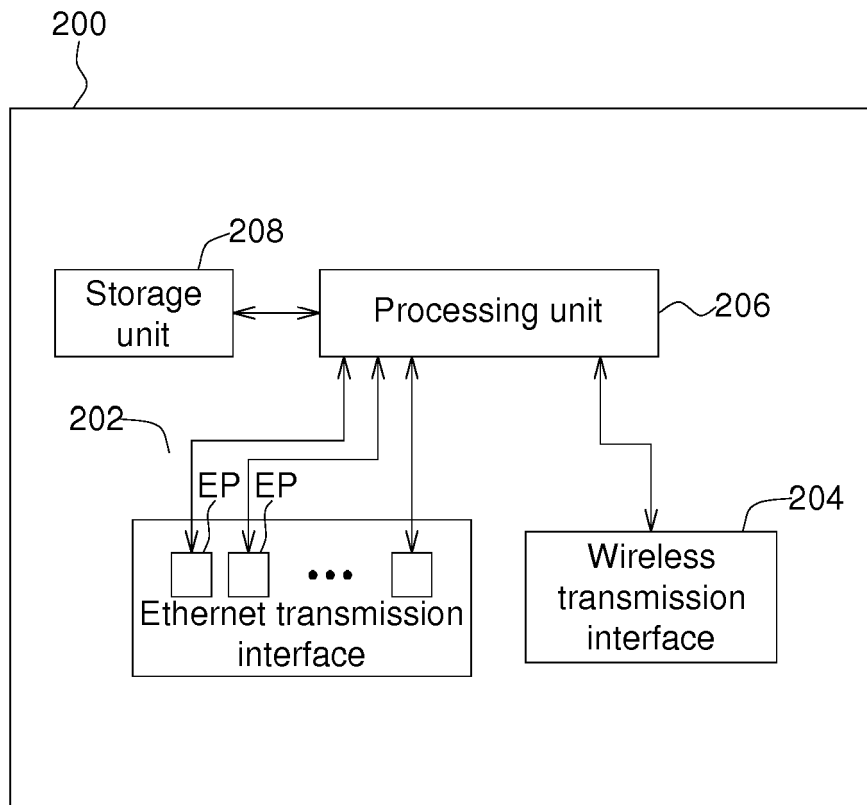 200
208
Storage
unit
Processing unit
206
202
EP EP
204
Ethernet transmission
interface
Wireless
transmission
interface